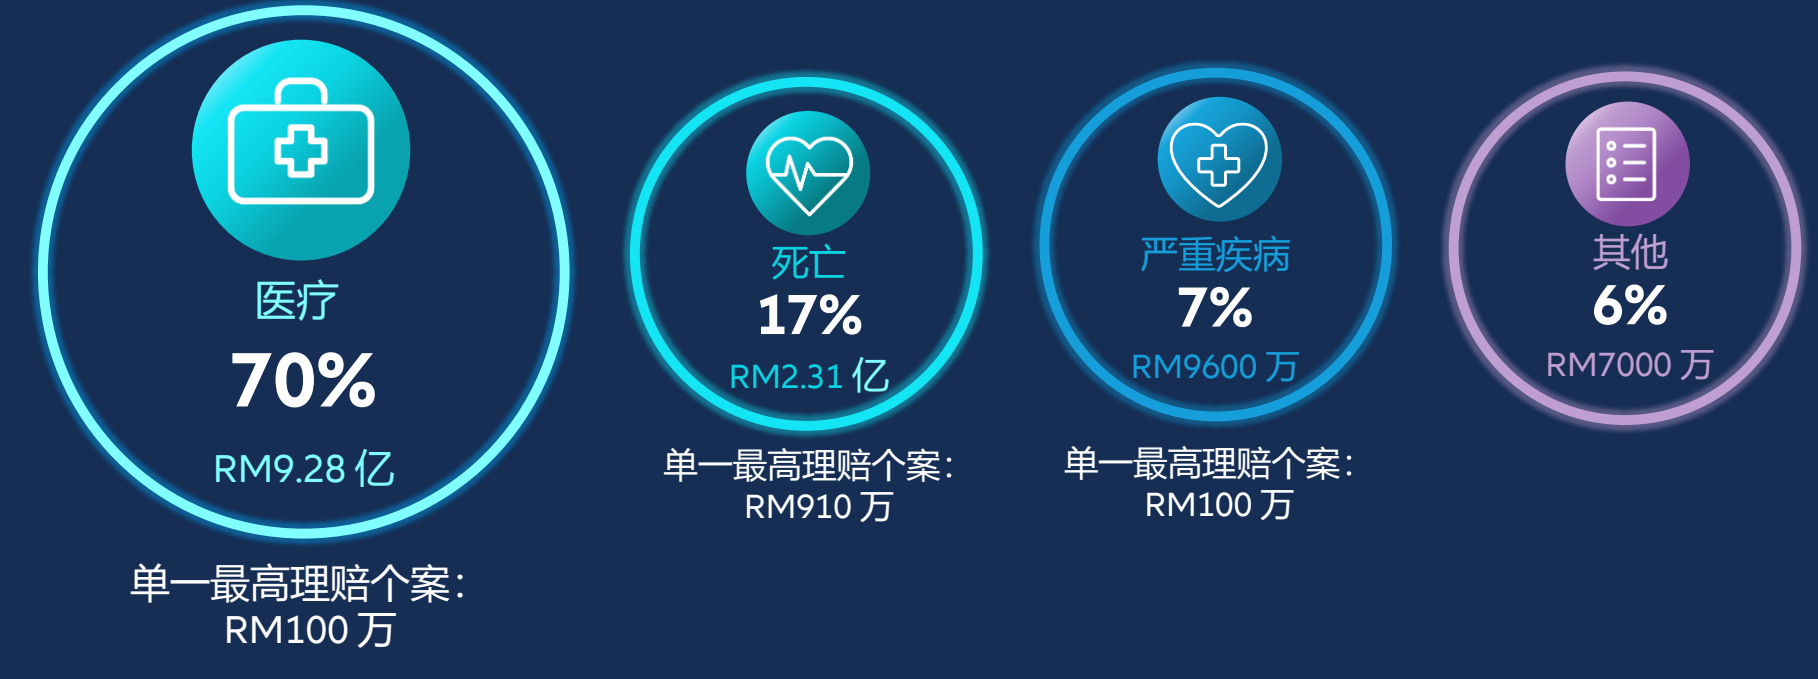 医疗
70%
RM9.28 亿
单一最高理赔个案：
RM100 万
死亡
17%
RM2.31 亿
单一最高理赔个案：
RM910 万
严重疾病
7%
RM9600 万
单一最高理赔个案：
RM100 万
其他
6%
RM7000 万